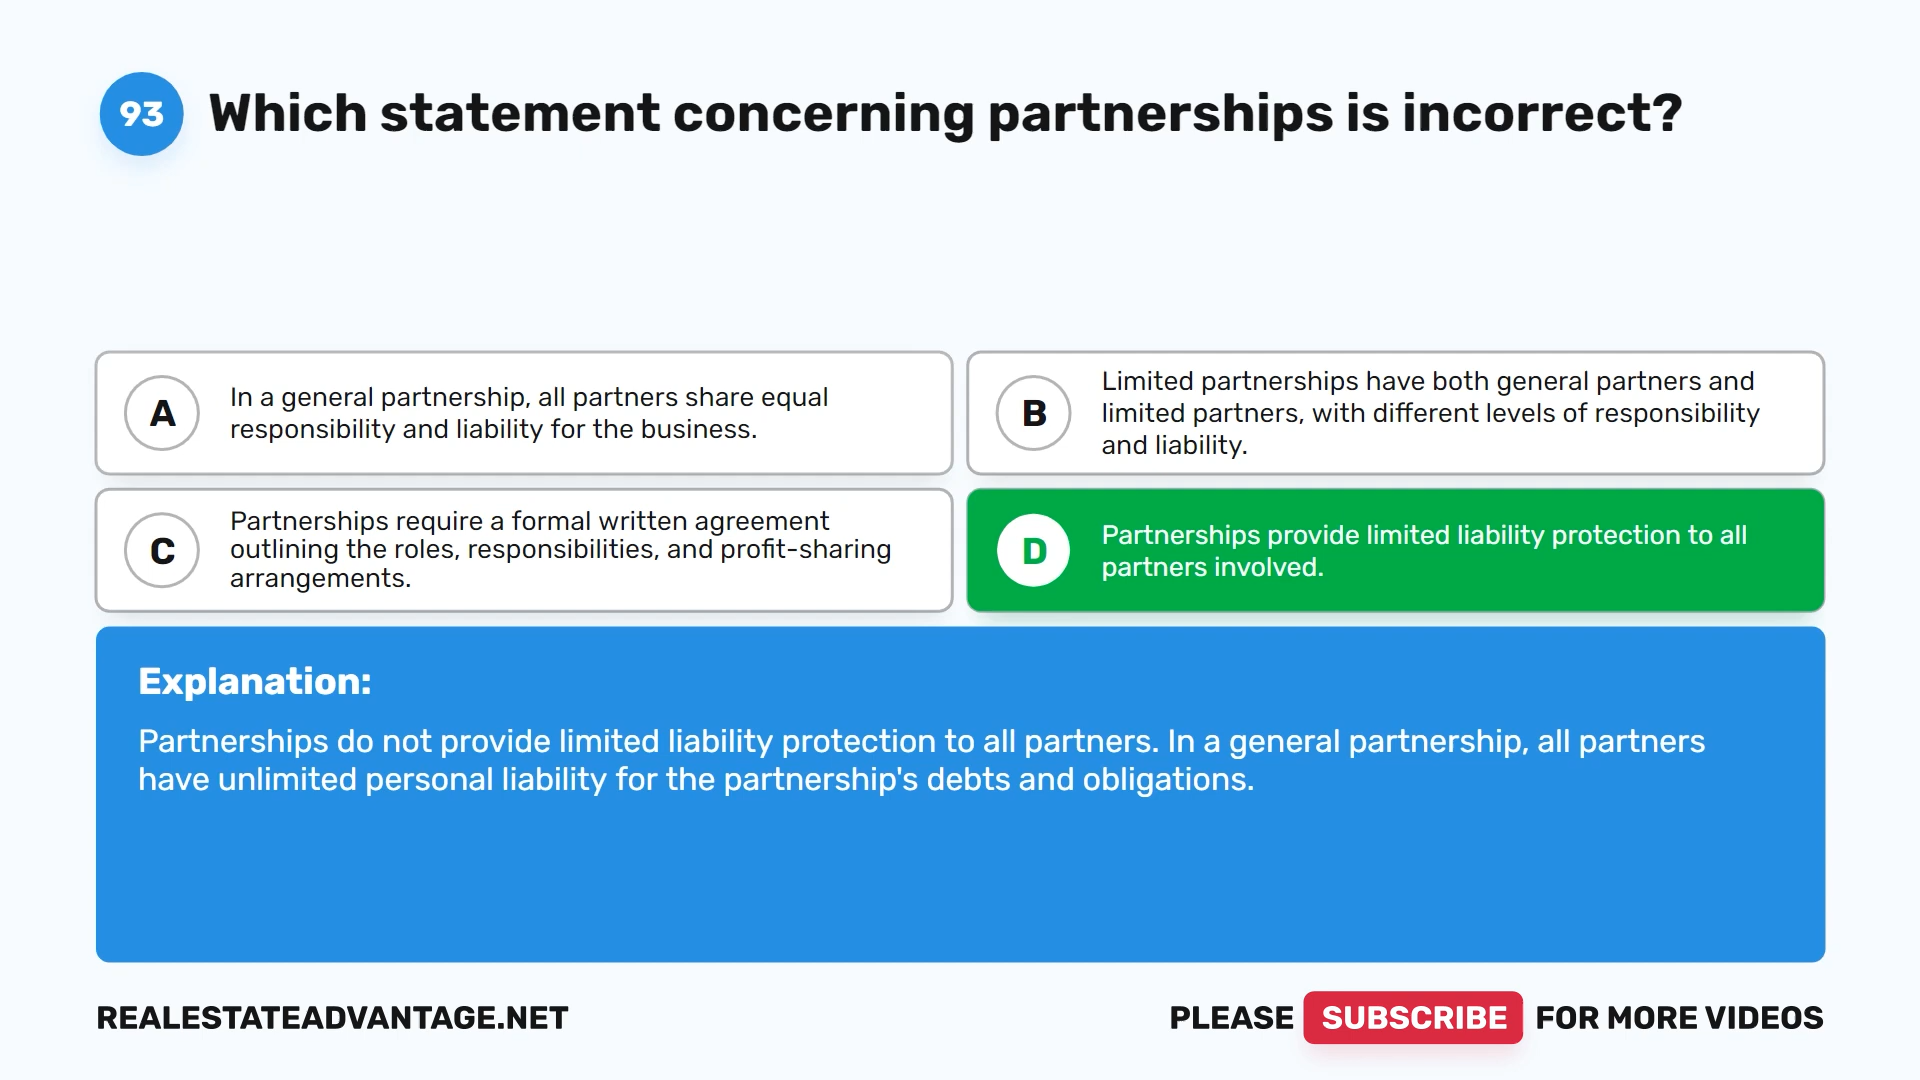 93 Which statement concerning partnerships is incorrect?
A
In a general partnership, all partners share equal
responsibility and liability for the business.
B
Limited partnerships have both general partners and
limited partners, with different levels of responsibility
and liability.
C
Partnerships require a formal written agreement
outlining the roles, responsibilities, and profit-sharing
arrangements.
D
Partnerships provide limited liability protection to all
partners involved.
Explanation:
Partnerships do not provide limited liability protection to all partners. In a general partnership, all partners
have unlimited personal liability for the partnership's debts and obligations.
REALESTATEADVANTAGE.NET
PLEASE SUBSCRIBE FOR MORE VIDEOS